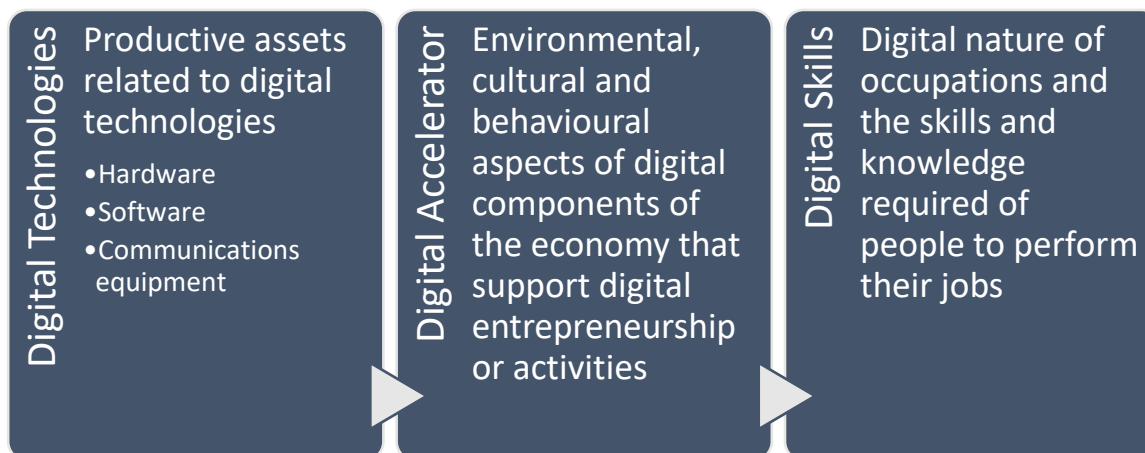 Digital Technologies
Productive assets
related to digital
technologies
•Hardware
•Software
•Communications
equipment
Digital Accelerator
Environmental,
cultural and
behavioural
aspects of digital
components of
the economy that
support digital
entrepreneurship
or activities
Digital Skills
Digital nature of
occupations and
the skills and
knowledge
required of
people to perform
their jobs